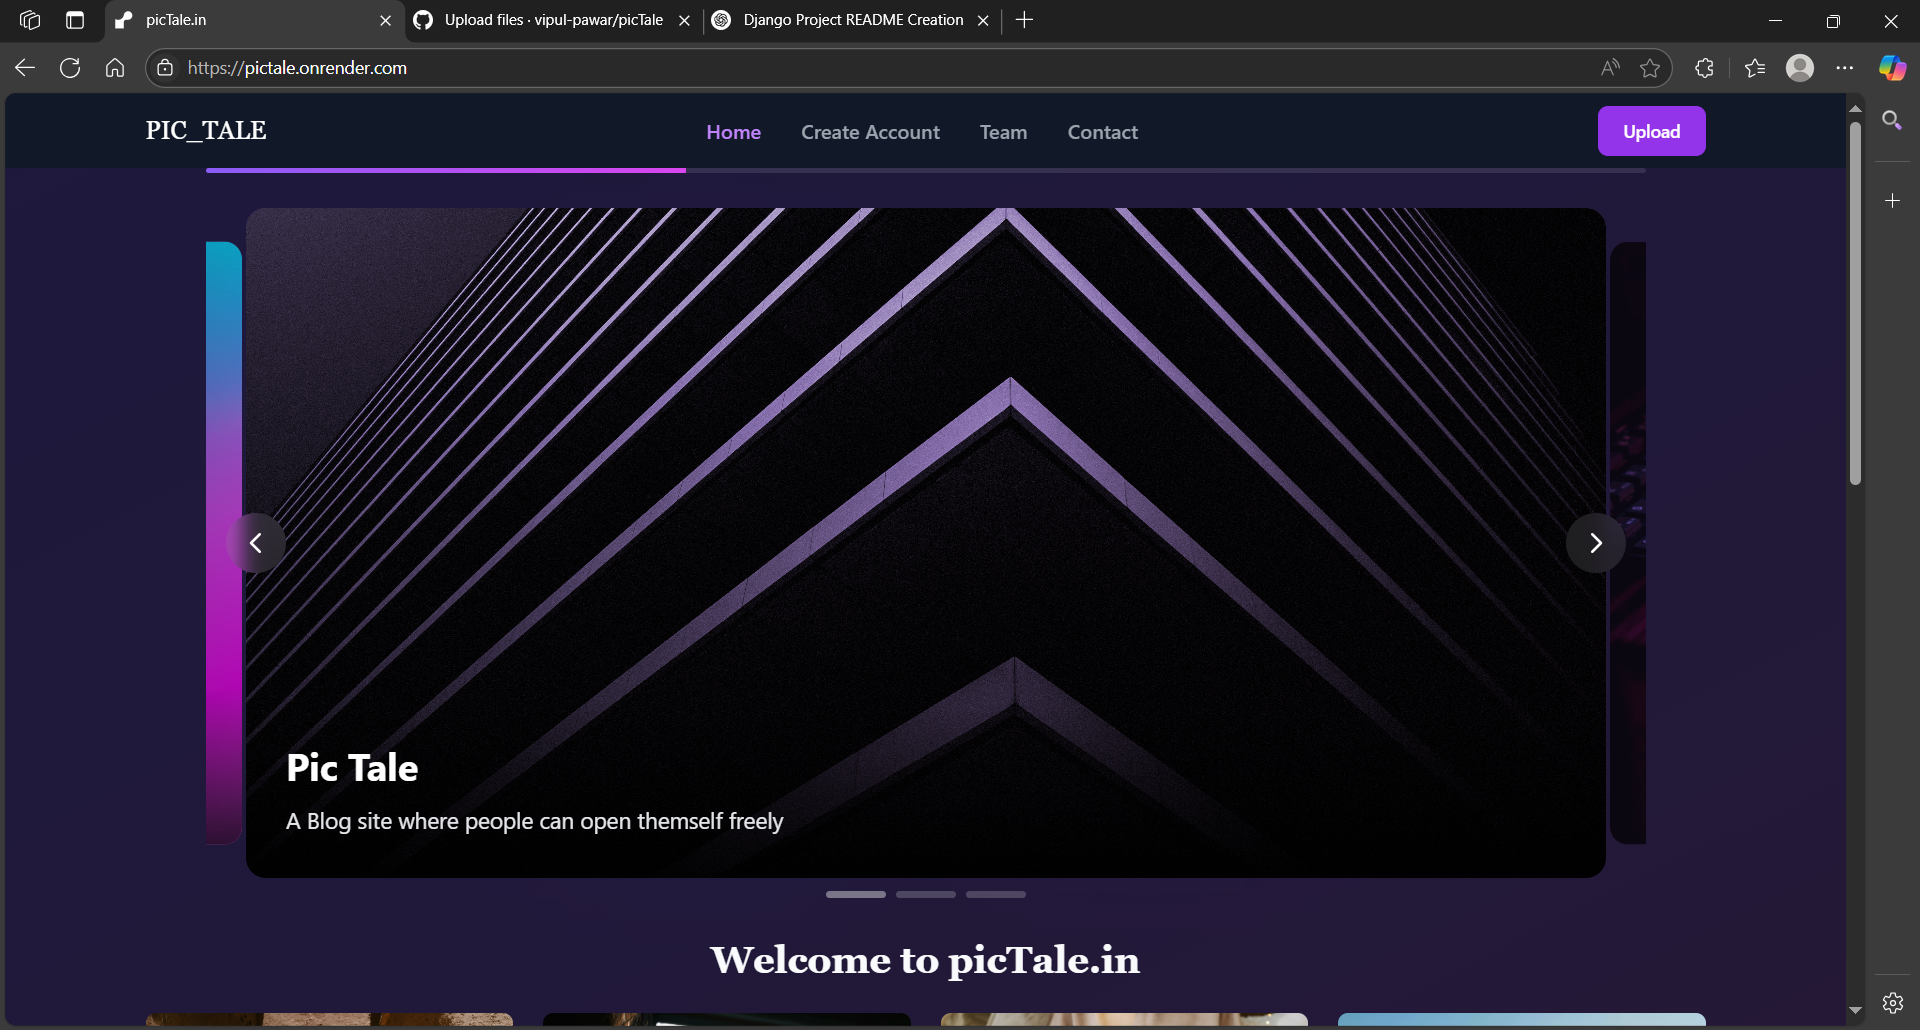 picTale.in
Upload files · vipul-pawar/picTale
Django Project README Creation
https://pictale.onrender.com
PIC_TALE
Home
Create Account
Team
Contact
Upload
Pic Tale
A Blog site where people can open themself freely
Welcome to picTale.in